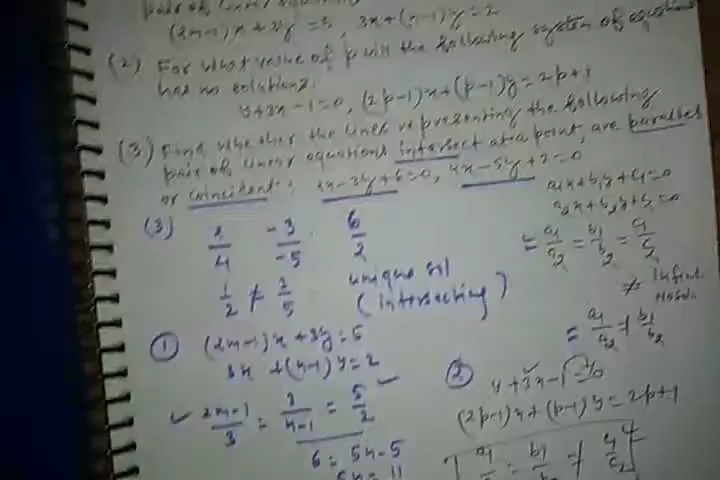 pair of linear
(2m-1)x+3y=5, 3x+(n-1)y=2
(2) For what value of p will the following system of equations
has no solutions.
y+3x-1=0, (2p-1)x+(p-1)y=2p+1
(3) Find whether the lines representing the following
pair of linear equations intersect at a point, are parallel
or coincident: 2x-3y+6=0, 4x-5y+2=0
a₁x+b₁y+c₁=0
a₂x+b₂y+c₂=0
(3) 2/4 -3/-5 6/2
= a₁/a₂ = b₁/b₂ = c₁/c₂
1/2 ≠ 3/5 unique sol
(Intersecting)
= a₁/a₂ ≠ b₁/b₂
① (2m-1)x+3y=5
3x+(n-1)y=2
② y+3x-1=0
(2p-1)x+(p-1)y=2p+1
✓ 2m-1/3 = 3/n-1 = 5/2 ✓
a₁/a₂ = b₁/b₂ ≠ c₁/c₂
6=5n-5
5n=11